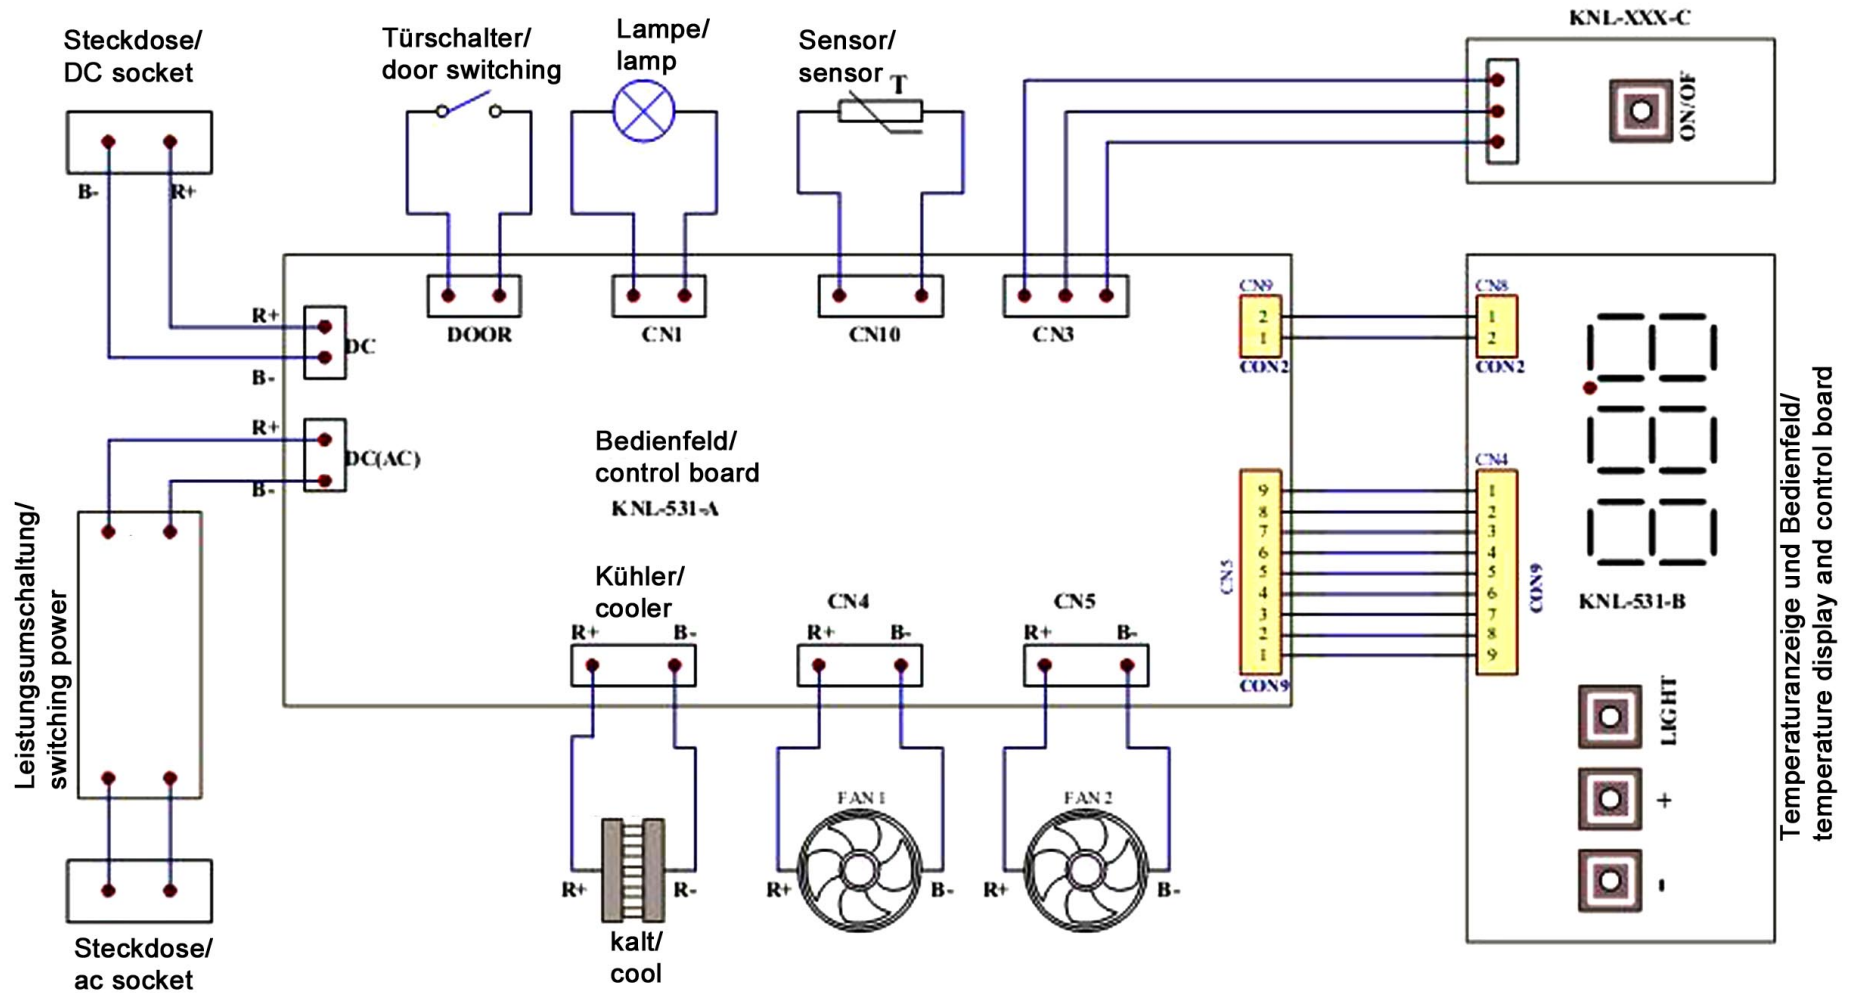 KNL-XXX-C
Steckdose/
DC socket
Türschalter/
door switching
Lampe/
lamp
Sensor/
sensor
T
ON/OF
B-
R+
R+
DC
B-
DOOR
CN1
CN10
CN3
CN9
2
1
CON2
CN8
1
2
CON2
R+
DC(AC)
B-
Bedienfeld/
control board
KNL-531-A
CN5
9
8
7
6
5
4
3
2
1
CON9
CN4
1
2
3
4
5
6
7
8
9
CON9
KNL-531-B
Temperaturanzeige und Bedienfeld/
temperature display and control board
Leistungsumschaltung/
switching power
Kühler/
cooler
R+ B-
CN4
R+ B-
CN5
R+ B-
LIGHT
+
-
FAN 1
FAN 2
R+ R-
R+ B-
R+ B-
kalt/
cool
Steckdose/
ac socket